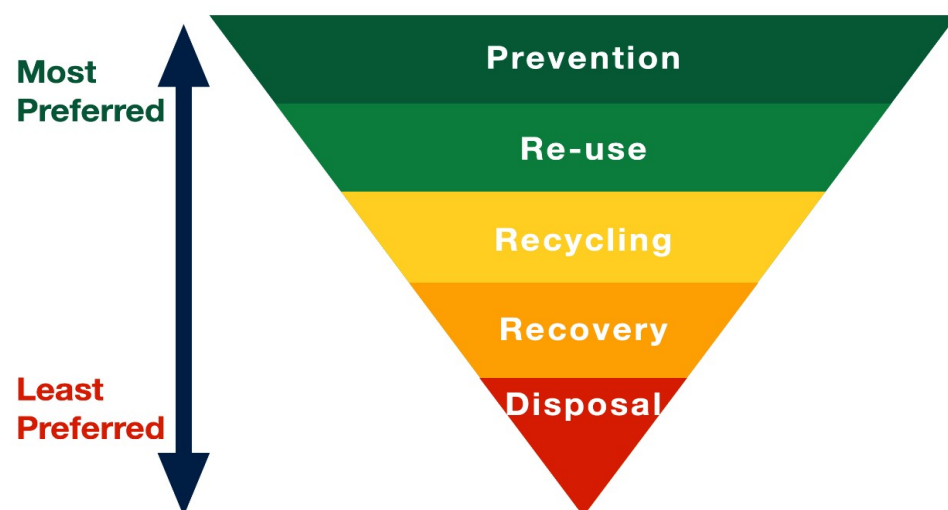 Most
Preferred
Prevention
Re-use
Recycling
Recovery
Disposal
Least
Preferred